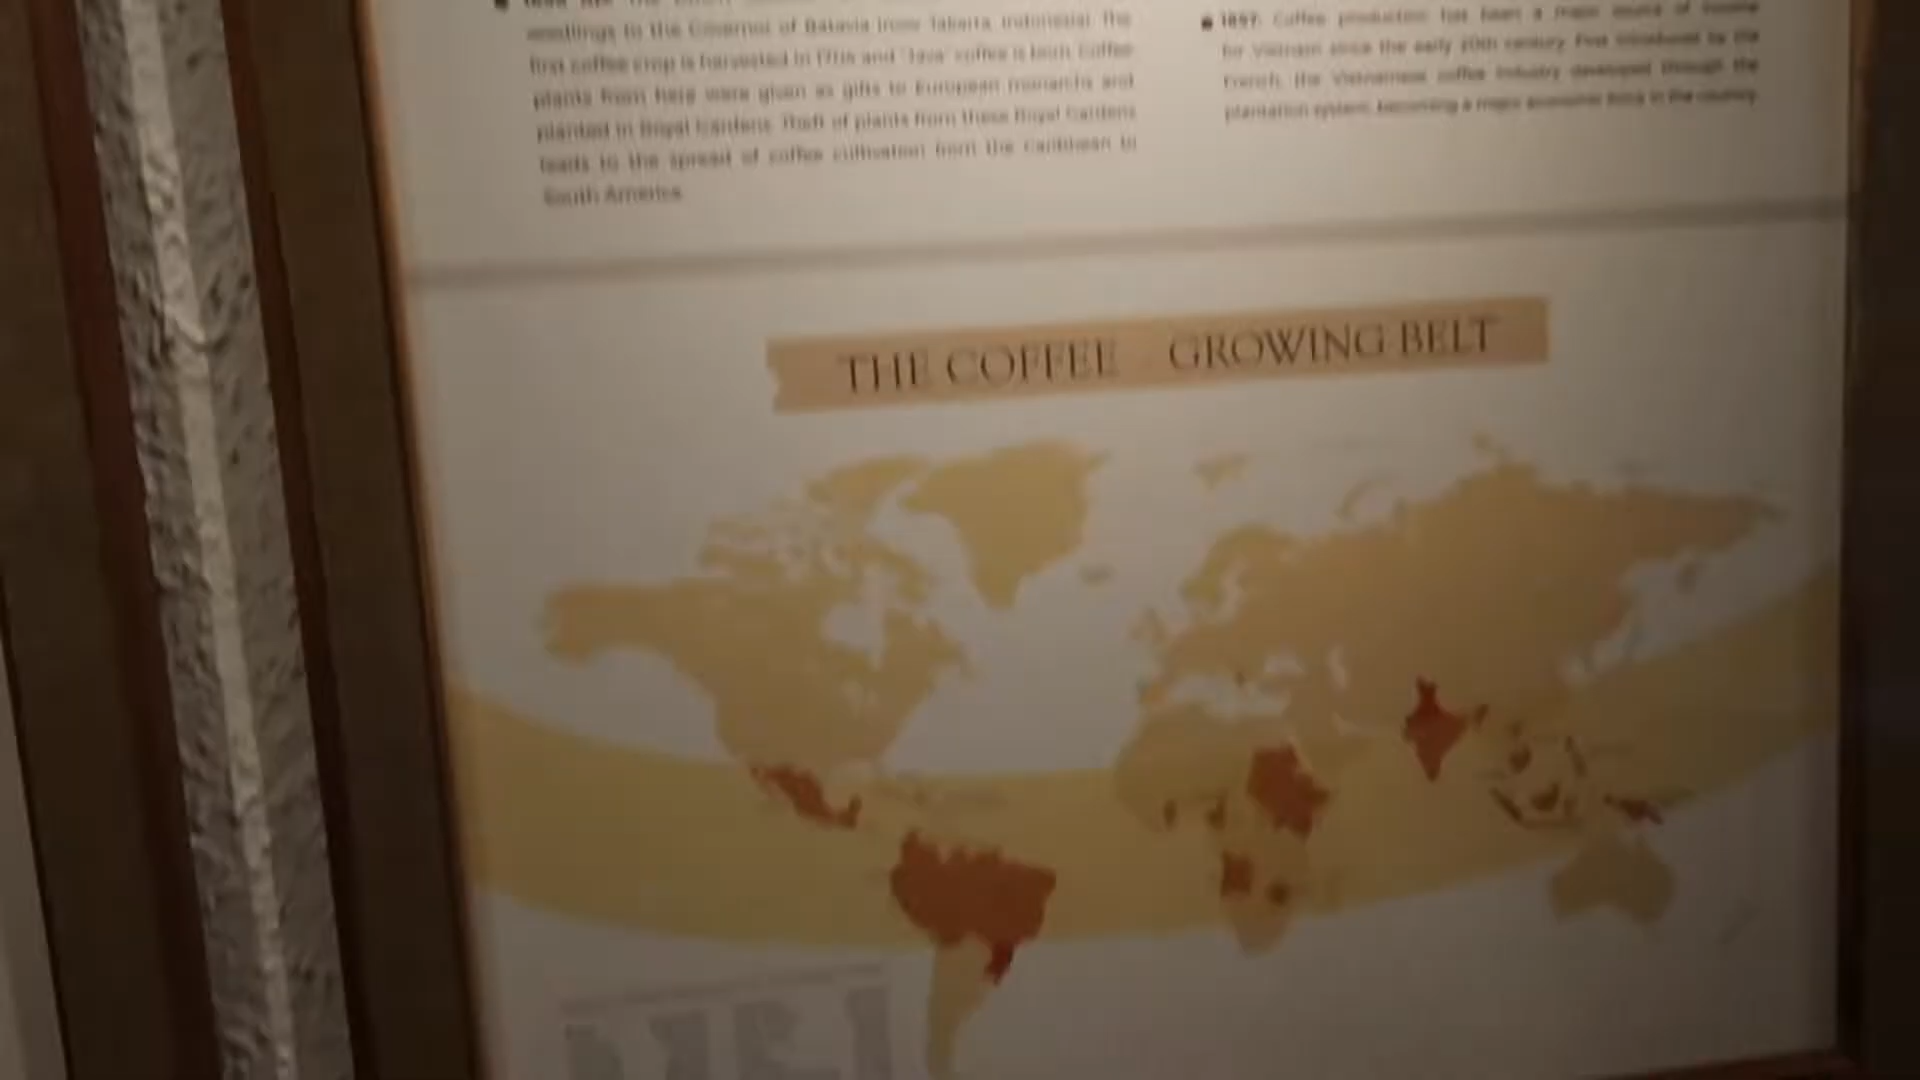 seedlings to the Governor of Batavia (now Jakarta, Indonesia). The
first coffee crop is harvested in and "Java" coffee is born. Coffee
plants from here were given as gifts to European monarchs and
planted in Royal Gardens. Theft of plants from these Royal Gardens
leads to the spread of coffee cultivation from the Caribbean to
South America.
1857: Coffee production has been a major source of income
for Vietnam since the early 20th century. First introduced by the
French, the Vietnamese coffee industry developed through the
plantation system, becoming a major economic force in the country.
THE COFFEE - GROWING BELT